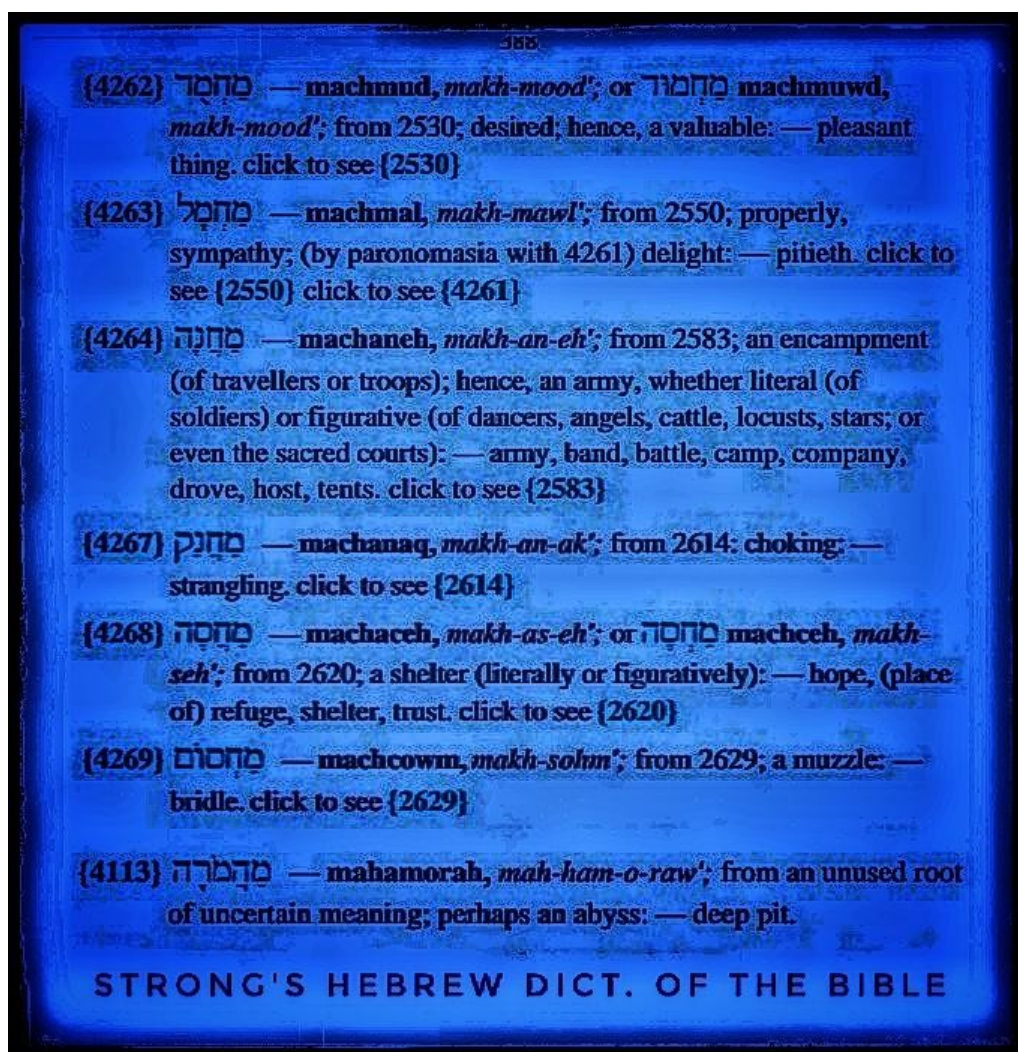 388
{4262} מַחְמֻד — machmud, makh-mood'; or מַחְמוּד machmuwd,
makh-mood'; from 2530; desired; hence, a valuable: — pleasant
thing. click to see {2530}
{4263} מַחְמָל — machmal, makh-mawl'; from 2550; properly,
sympathy; (by paronomasia with 4261) delight: — pitieth. click to
see {2550} click to see {4261}
{4264} מַחֲנֶה — machaneh, makh-an-eh'; from 2583; an encampment
(of travellers or troops); hence, an army, whether literal (of
soldiers) or figurative (of dancers, angels, cattle, locusts, stars; or
even the sacred courts): — army, band, battle, camp, company,
drove, host, tents. click to see {2583}
{4267} מַחֲנַק — machanaq, makh-an-ak'; from 2614: choking: —
strangling. click to see {2614}
{4268} מַחֲסֶה — machaceh, makh-as-eh'; or מַחְסֶה machceh, makh-
seh'; from 2620; a shelter (literally or figuratively): — hope, (place
of) refuge, shelter, trust. click to see {2620}
{4269} מַחְסוֹם — machcowm, makh-sohm'; from 2629; a muzzle: —
bridle. click to see {2629}
{4113} מַהֲמֹרָה — mahamorah, mah-ham-o-raw'; from an unused root
of uncertain meaning; perhaps an abyss: — deep pit.
STRONG'S HEBREW DICT. OF THE BIBLE